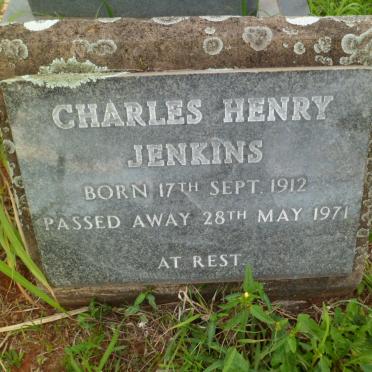 CHARLES HENRY
JENKINS
BORN 17TH SEPT. 1912
PASSED AWAY 28TH MAY 1971
AT REST.